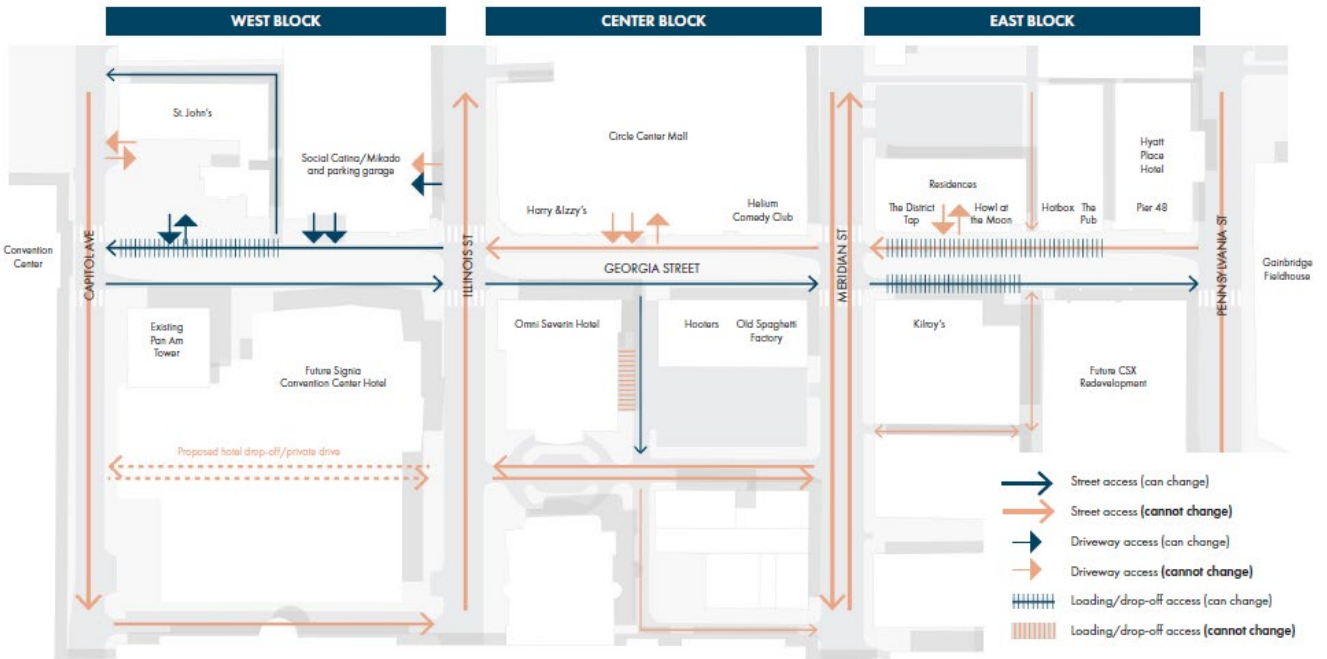 WEST BLOCK
CENTER BLOCK
EAST BLOCK
St. John's
Social Catina/Mikado
and parking garage
Circle Center Mall
Harry &Izzy's
Helium
Comedy Club
Residences
The District
Tap
Howl at
the Moon
Hotbox
The
Pub
Hyatt
Place
Hotel
Pier 48
Convention
Center
CAPITOL AVE
ILLINOIS ST
GEORGIA STREET
MERIDIAN ST
PENNSYLVANIA ST
Gainbridge
Fieldhouse
Existing
Pan Am
Tower
Future Signia
Convention Center Hotel
Omni Severin Hotel
Hooters
Old Spaghetti
Factory
Kilroy's
Future CSX
Redevelopment
Proposed hotel drop-off/private drive
Street access (can change)
Street access (cannot change)
Driveway access (can change)
Driveway access (cannot change)
Loading/drop-off access (can change)
Loading/drop-off access (cannot change)